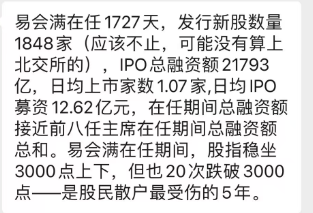 易会满在任1727天，发行新股数量
1848家（应该不止，可能没有算上
北交所的），IPO总融资额21793
亿，日均上市家数1.07家,日均IPO
募资12.62亿元，在任期间总融资额
接近前八任主席在任期间总融资额
总和。易会满在任期间，股指稳坐
3000点上下，但也20次跌破3000
点——是股民散户最受伤的5年。